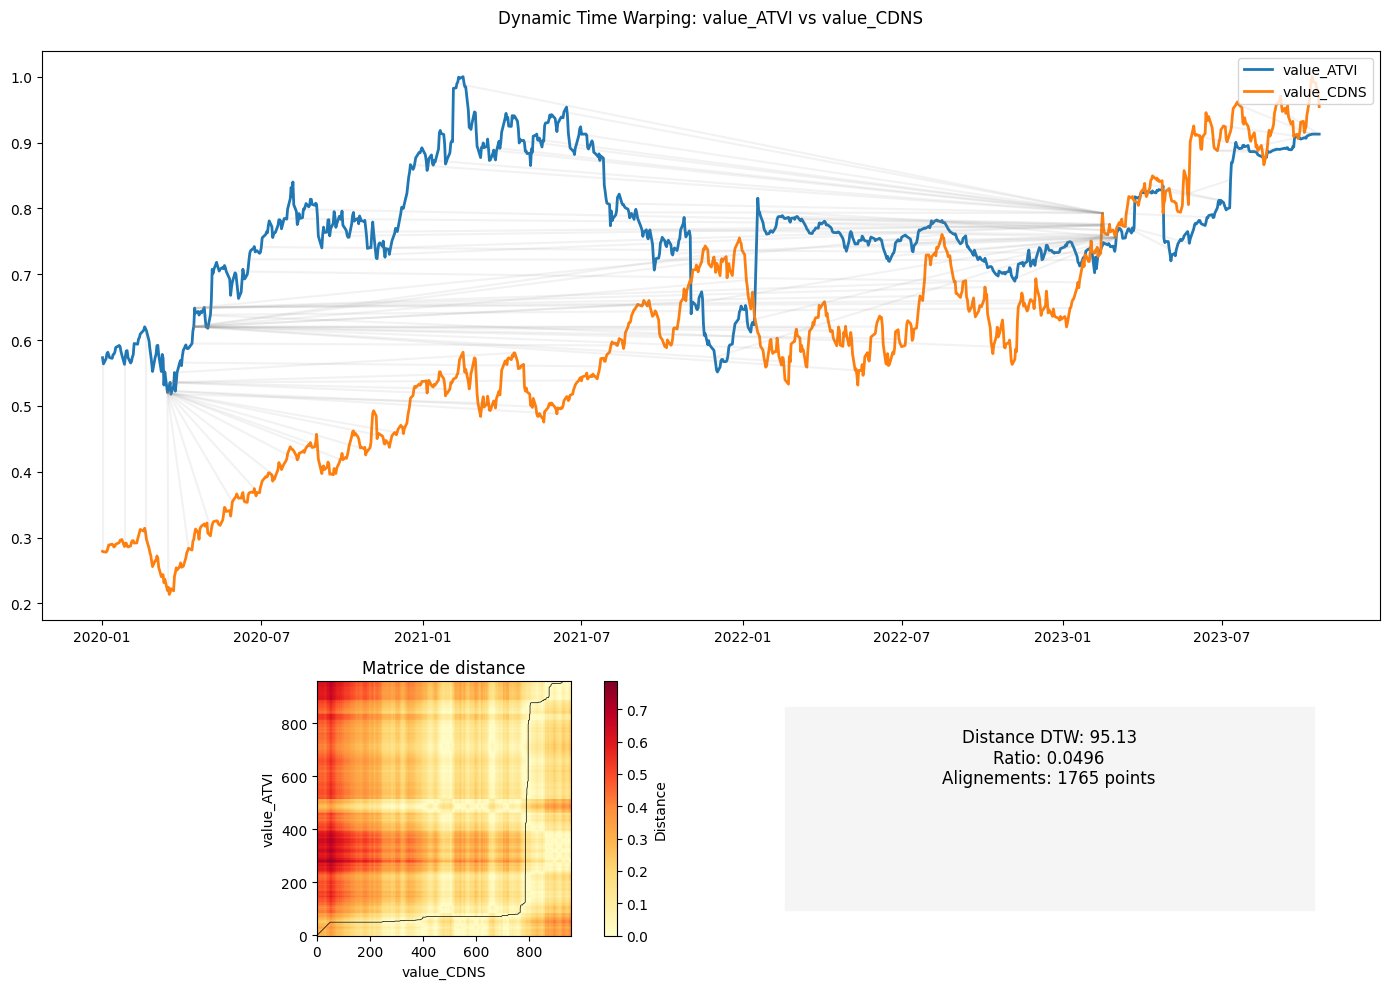 Dynamic Time Warping: value_ATVI vs value_CDNS
value_ATVI
value_CDNS
1.0
0.9
0.8
0.7
0.6
0.5
0.4
0.3
0.2
2020-01 2020-07 2021-01 2021-07 2022-01 2022-07 2023-01 2023-07
Matrice de distance
value_ATVI
800
600
400
200
0
0 200 400 600 800
value_CDNS
0.7
0.6
0.5
0.4
0.3
0.2
0.1
0.0
Distance
Distance DTW: 95.13
Ratio: 0.0496
Alignements: 1765 points